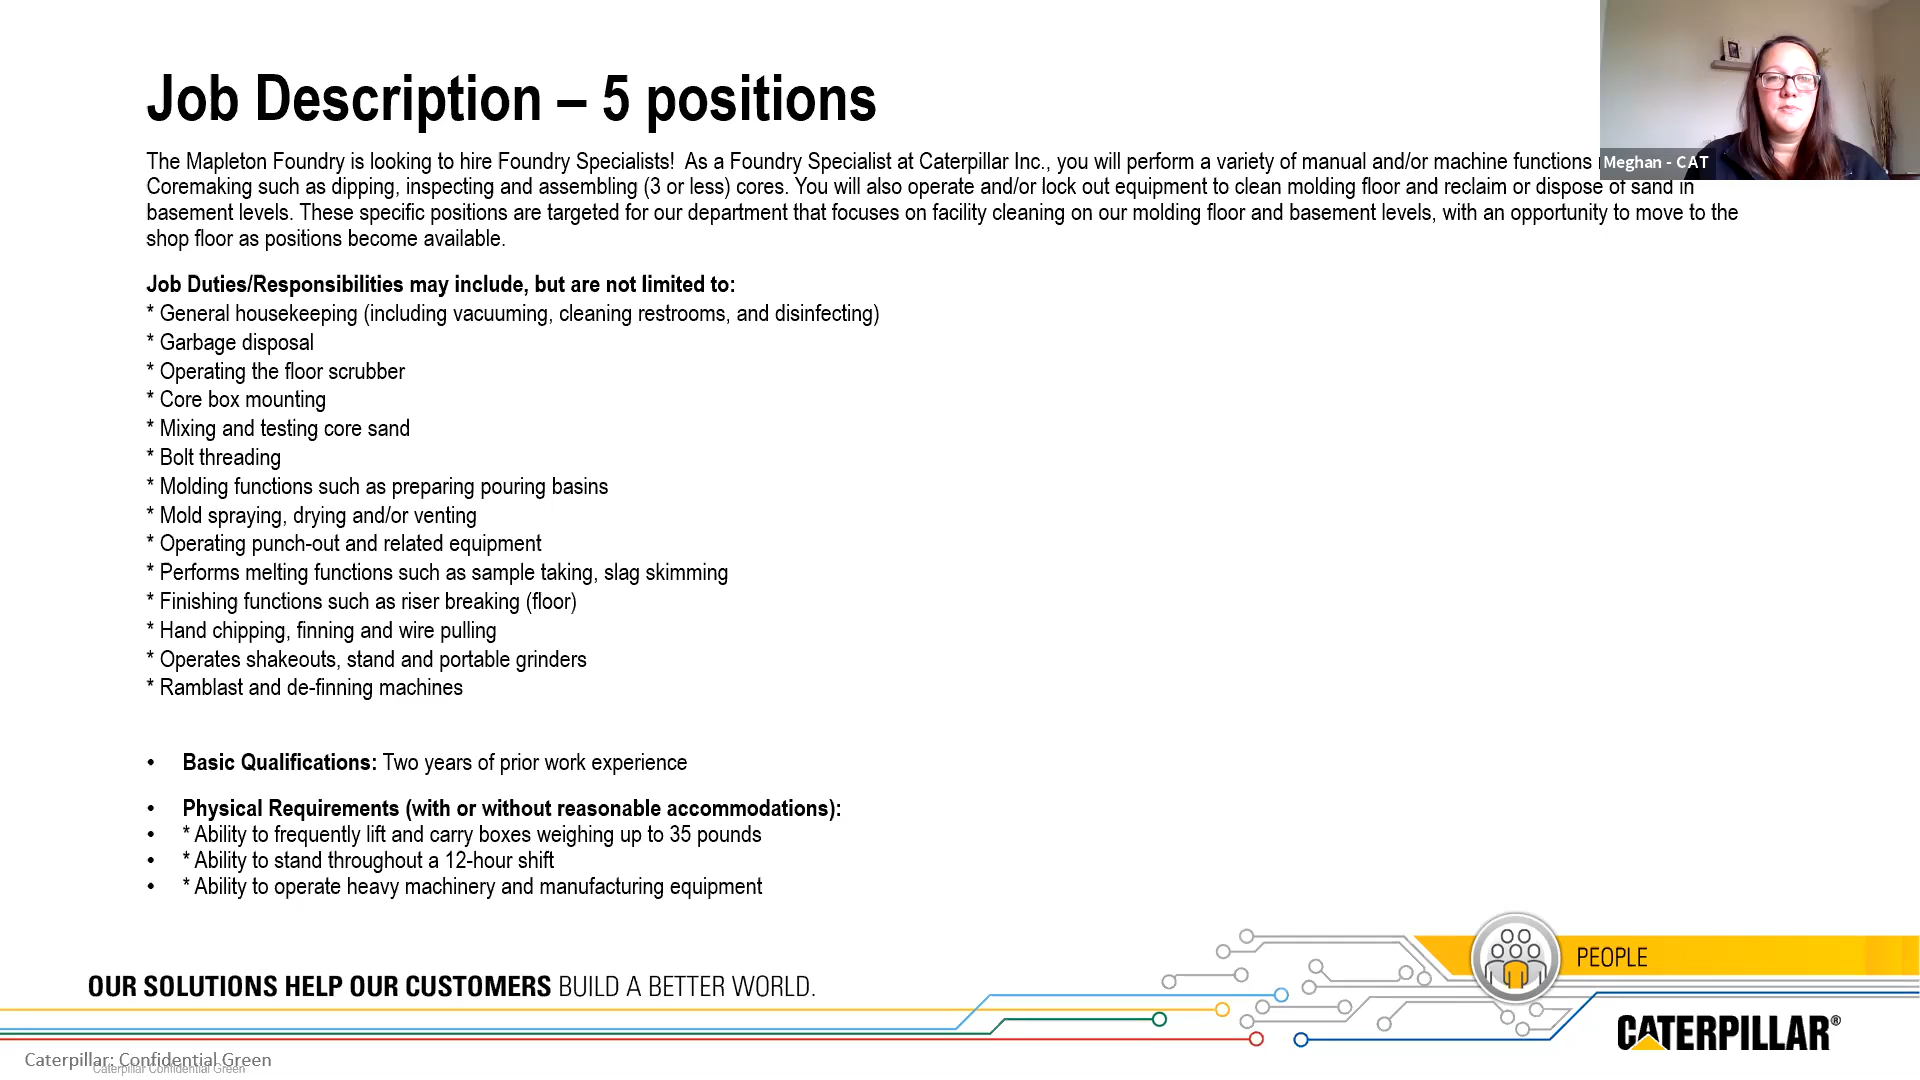 Job Description – 5 positions
The Mapleton Foundry is looking to hire Foundry Specialists!  As a Foundry Specialist at Caterpillar Inc., you will perform a variety of manual and/or machine functions
Meghan - CAT
Coremaking such as dipping, inspecting and assembling (3 or less) cores. You will also operate and/or lock out equipment to clean molding floor and reclaim or dispose of sand in
basement levels. These specific positions are targeted for our department that focuses on facility cleaning on our molding floor and basement levels, with an opportunity to move to the
shop floor as positions become available.
Job Duties/Responsibilities may include, but are not limited to:
* General housekeeping (including vacuuming, cleaning restrooms, and disinfecting)
* Garbage disposal
* Operating the floor scrubber
* Core box mounting
* Mixing and testing core sand
* Bolt threading
* Molding functions such as preparing pouring basins
* Mold spraying, drying and/or venting
* Operating punch-out and related equipment
* Performs melting functions such as sample taking, slag skimming
* Finishing functions such as riser breaking (floor)
* Hand chipping, finning and wire pulling
* Operates shakeouts, stand and portable grinders
* Ramblast and de-finning machines
• Basic Qualifications: Two years of prior work experience
• Physical Requirements (with or without reasonable accommodations):
• * Ability to frequently lift and carry boxes weighing up to 35 pounds
• * Ability to stand throughout a 12-hour shift
• * Ability to operate heavy machinery and manufacturing equipment
PEOPLE
OUR SOLUTIONS HELP OUR CUSTOMERS BUILD A BETTER WORLD.
CATERPILLAR®
Caterpillar: Confidential Green
Caterpillar Confidential Green